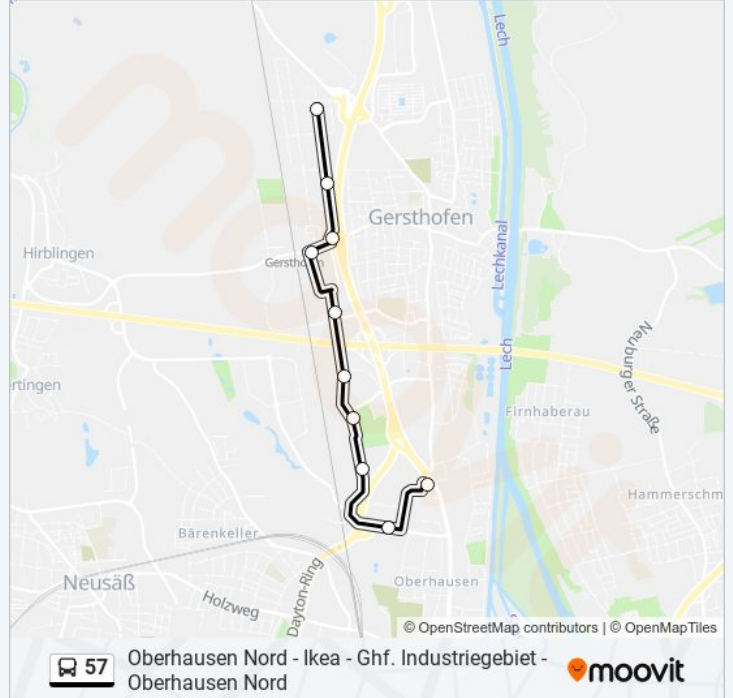 Lech
Gersthofen
Lechkanal
Hirblingen
Gersthofen
Lech
Neuburger Straße
ertingen
Firnhaberau
Hammerschm
Bärenkeller
Neusäß
Holzweg
Dayton-Ring
Oberhausen
© OpenStreetMap contributors | © OpenMapTiles
57
Oberhausen Nord - Ikea - Ghf. Industriegebiet -
Oberhausen Nord
moovit